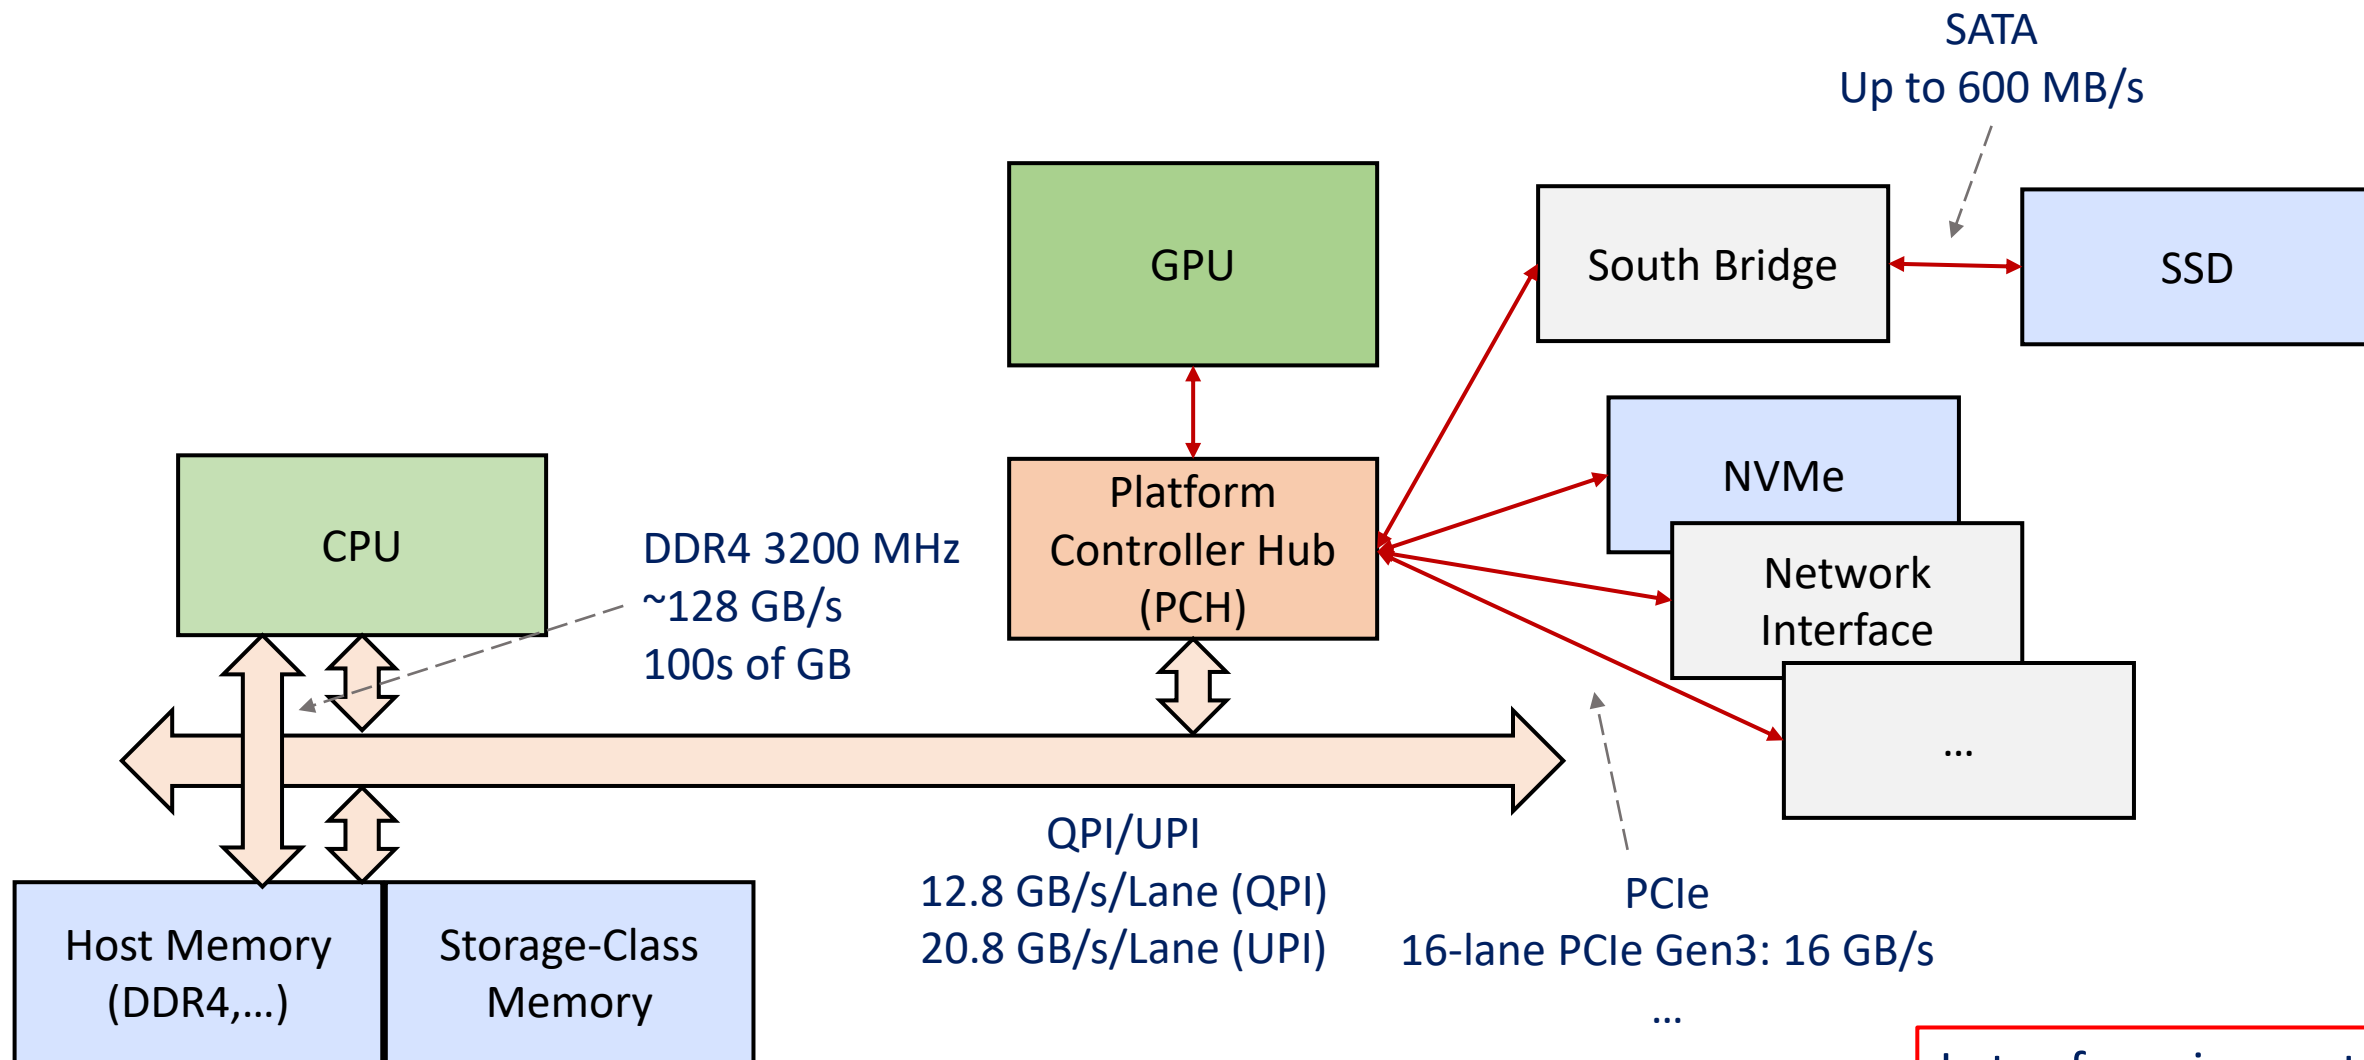 SATA
Up to 600 MB/s
GPU
South Bridge
SSD
NVMe
CPU
DDR4 3200 MHz
~128 GB/s
100s of GB
Platform
Controller Hub
(PCH)
Network
Interface
...
QPI/UPI
12.8 GB/s/Lane (QPI)
20.8 GB/s/Lane (UPI)
PCIe
16-lane PCIe Gen3: 16 GB/s
...
Host Memory
(DDR4,...)
Storage-Class
Memory